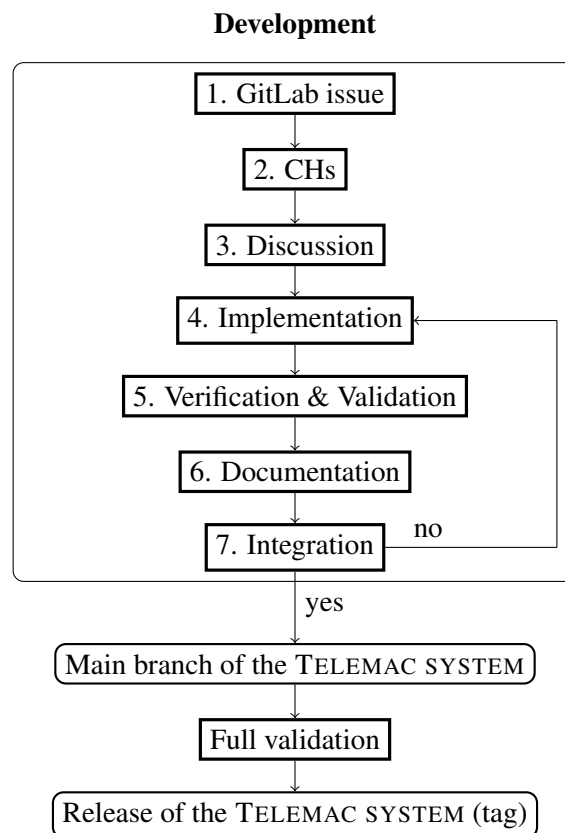 Development
1. GitLab issue
2. CHs
3. Discussion
4. Implementation
5. Verification & Validation
6. Documentation
7. Integration
no
yes
Main branch of the TELEMAC SYSTEM
Full validation
Release of the TELEMAC SYSTEM (tag)